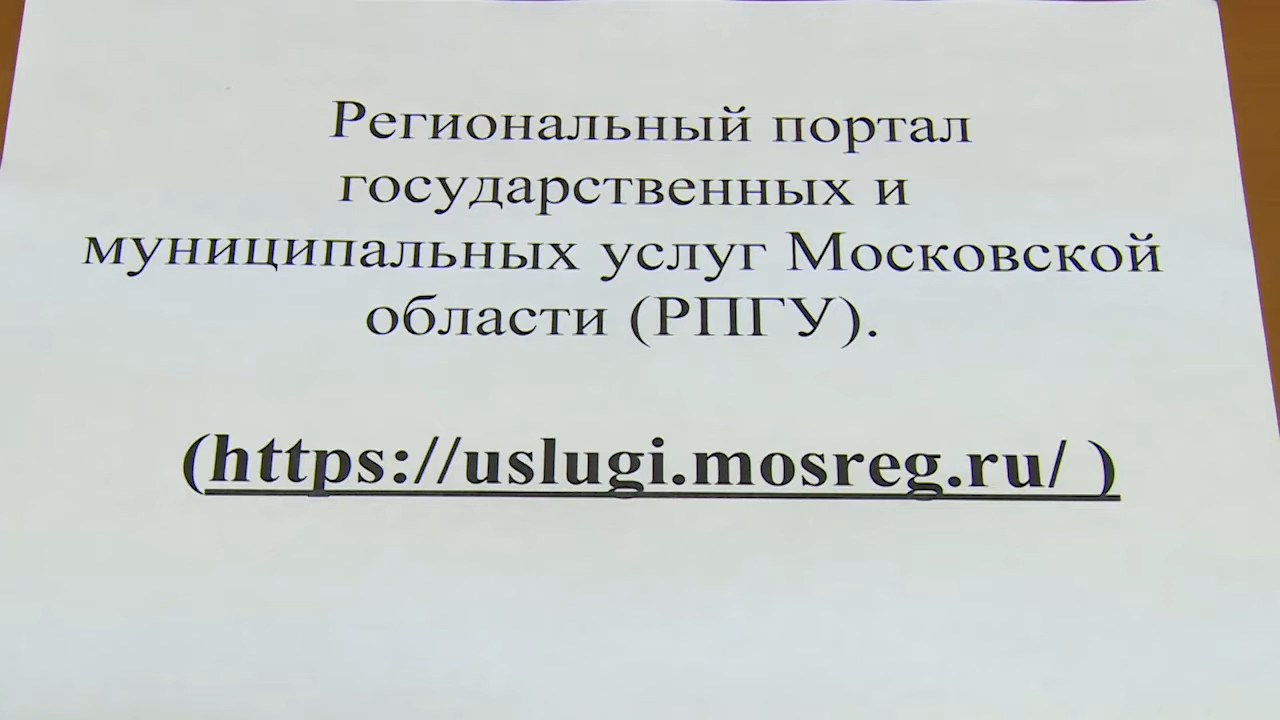 Региональный портал
государственных и
муниципальных услуг Московской
области (РПГУ).
(https://uslugi.mosreg.ru/ )